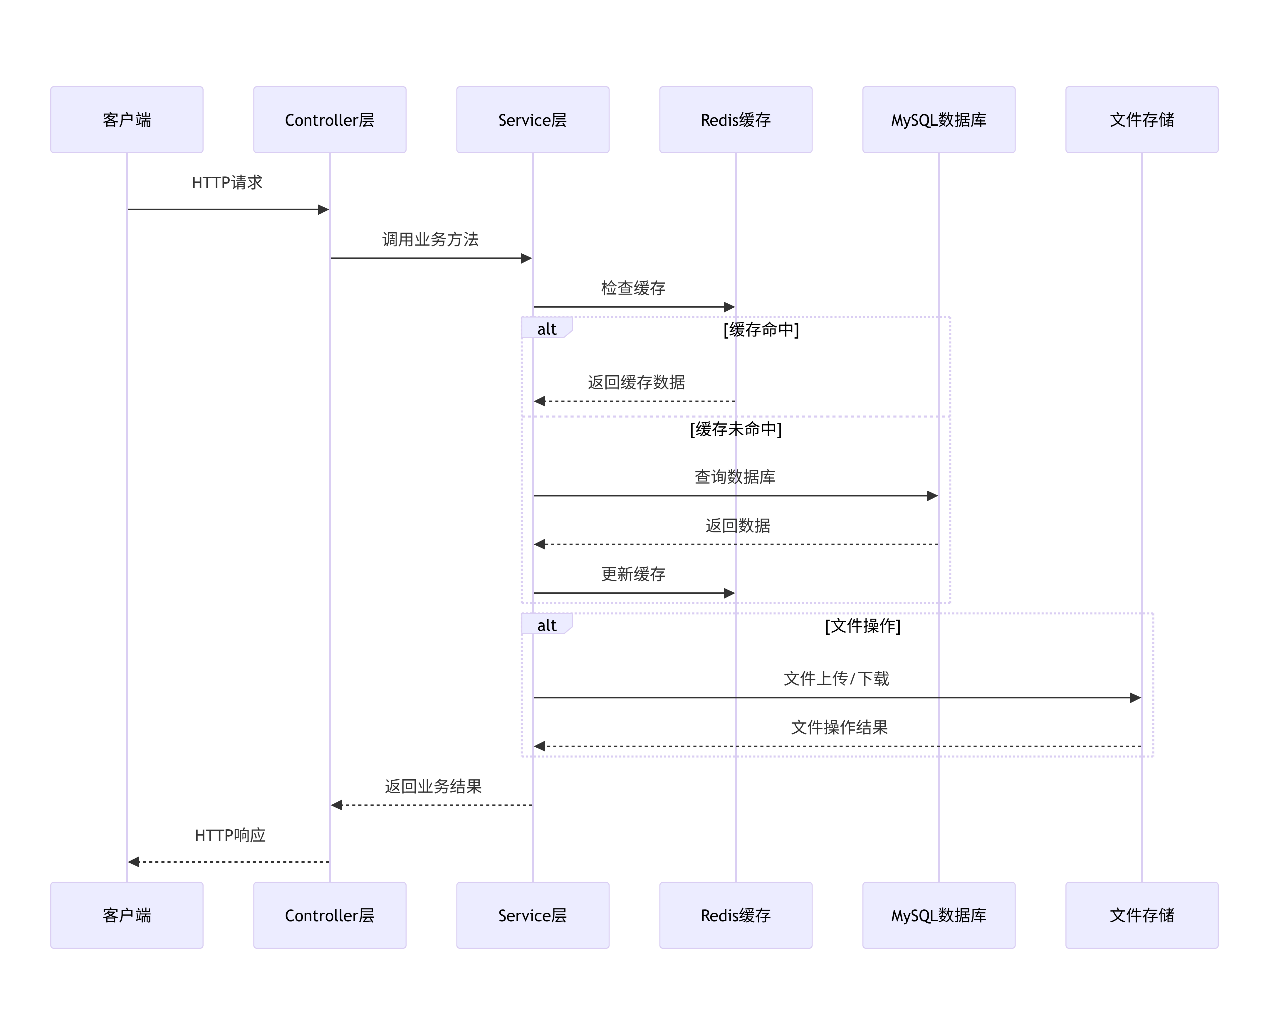 客户端
Controller层
Service层
Redis缓存
MySQL数据库
文件存储
HTTP请求
调用业务方法
检查缓存
alt
[缓存命中]
返回缓存数据
[缓存未命中]
查询数据库
返回数据
更新缓存
alt
[文件操作]
文件上传/下载
文件操作结果
返回业务结果
HTTP响应
客户端
Controller层
Service层
Redis缓存
MySQL数据库
文件存储